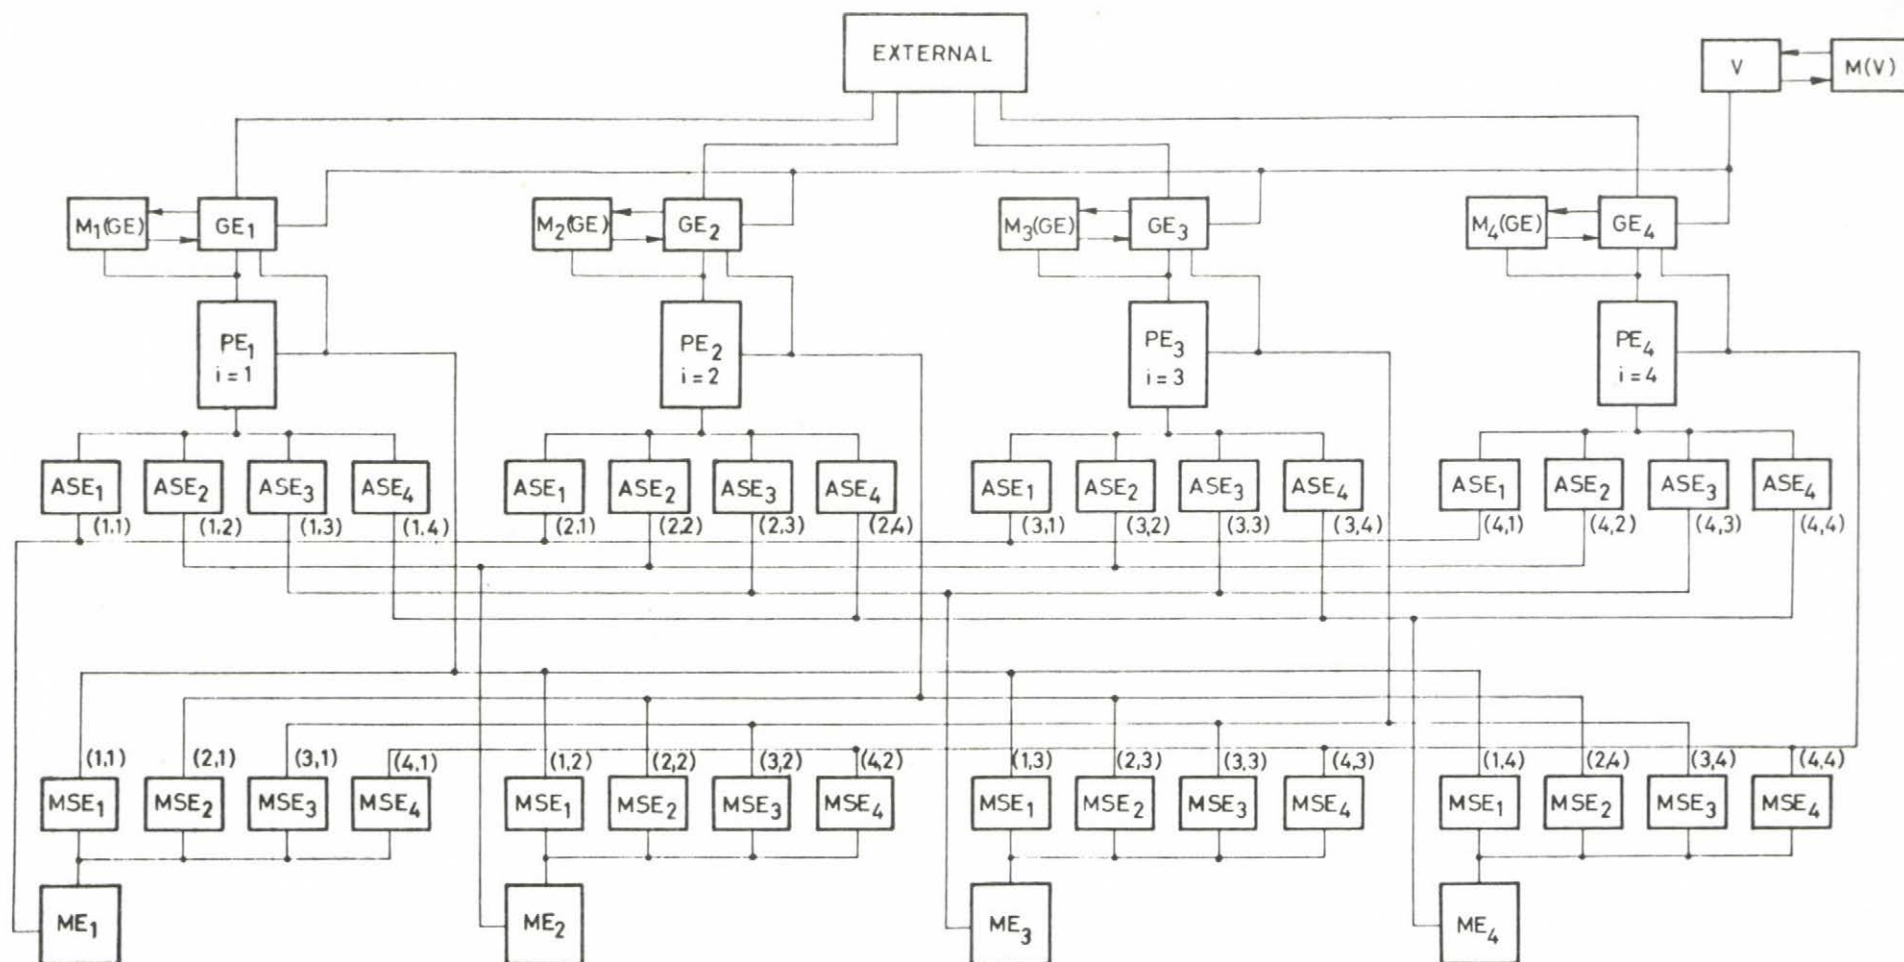 EXTERNAL
V M(V)
M₁(GE) GE₁ M₂(GE) GE₂ M₃(GE) GE₃ M₄(GE) GE₄
PE₁ PE₂ PE₃ PE₄
i = 1 i = 2 i = 3 i = 4
ASE₁ ASE₂ ASE₃ ASE₄ ASE₁ ASE₂ ASE₃ ASE₄ ASE₁ ASE₂ ASE₃ ASE₄ ASE₁ ASE₂ ASE₃ ASE₄
(1,1) (1,2) (1,3) (1,4) (2,1) (2,2) (2,3) (2,4) (3,1) (3,2) (3,3) (3,4) (4,1) (4,2) (4,3) (4,4)
(1,1) (2,1) (3,1) (4,1) (1,2) (2,2) (3,2) (4,2) (1,3) (2,3) (3,3) (4,3) (1,4) (2,4) (3,4) (4,4)
MSE₁ MSE₂ MSE₃ MSE₄ MSE₁ MSE₂ MSE₃ MSE₄ MSE₁ MSE₂ MSE₃ MSE₄ MSE₁ MSE₂ MSE₃ MSE₄
ME₁ ME₂ ME₃ ME₄